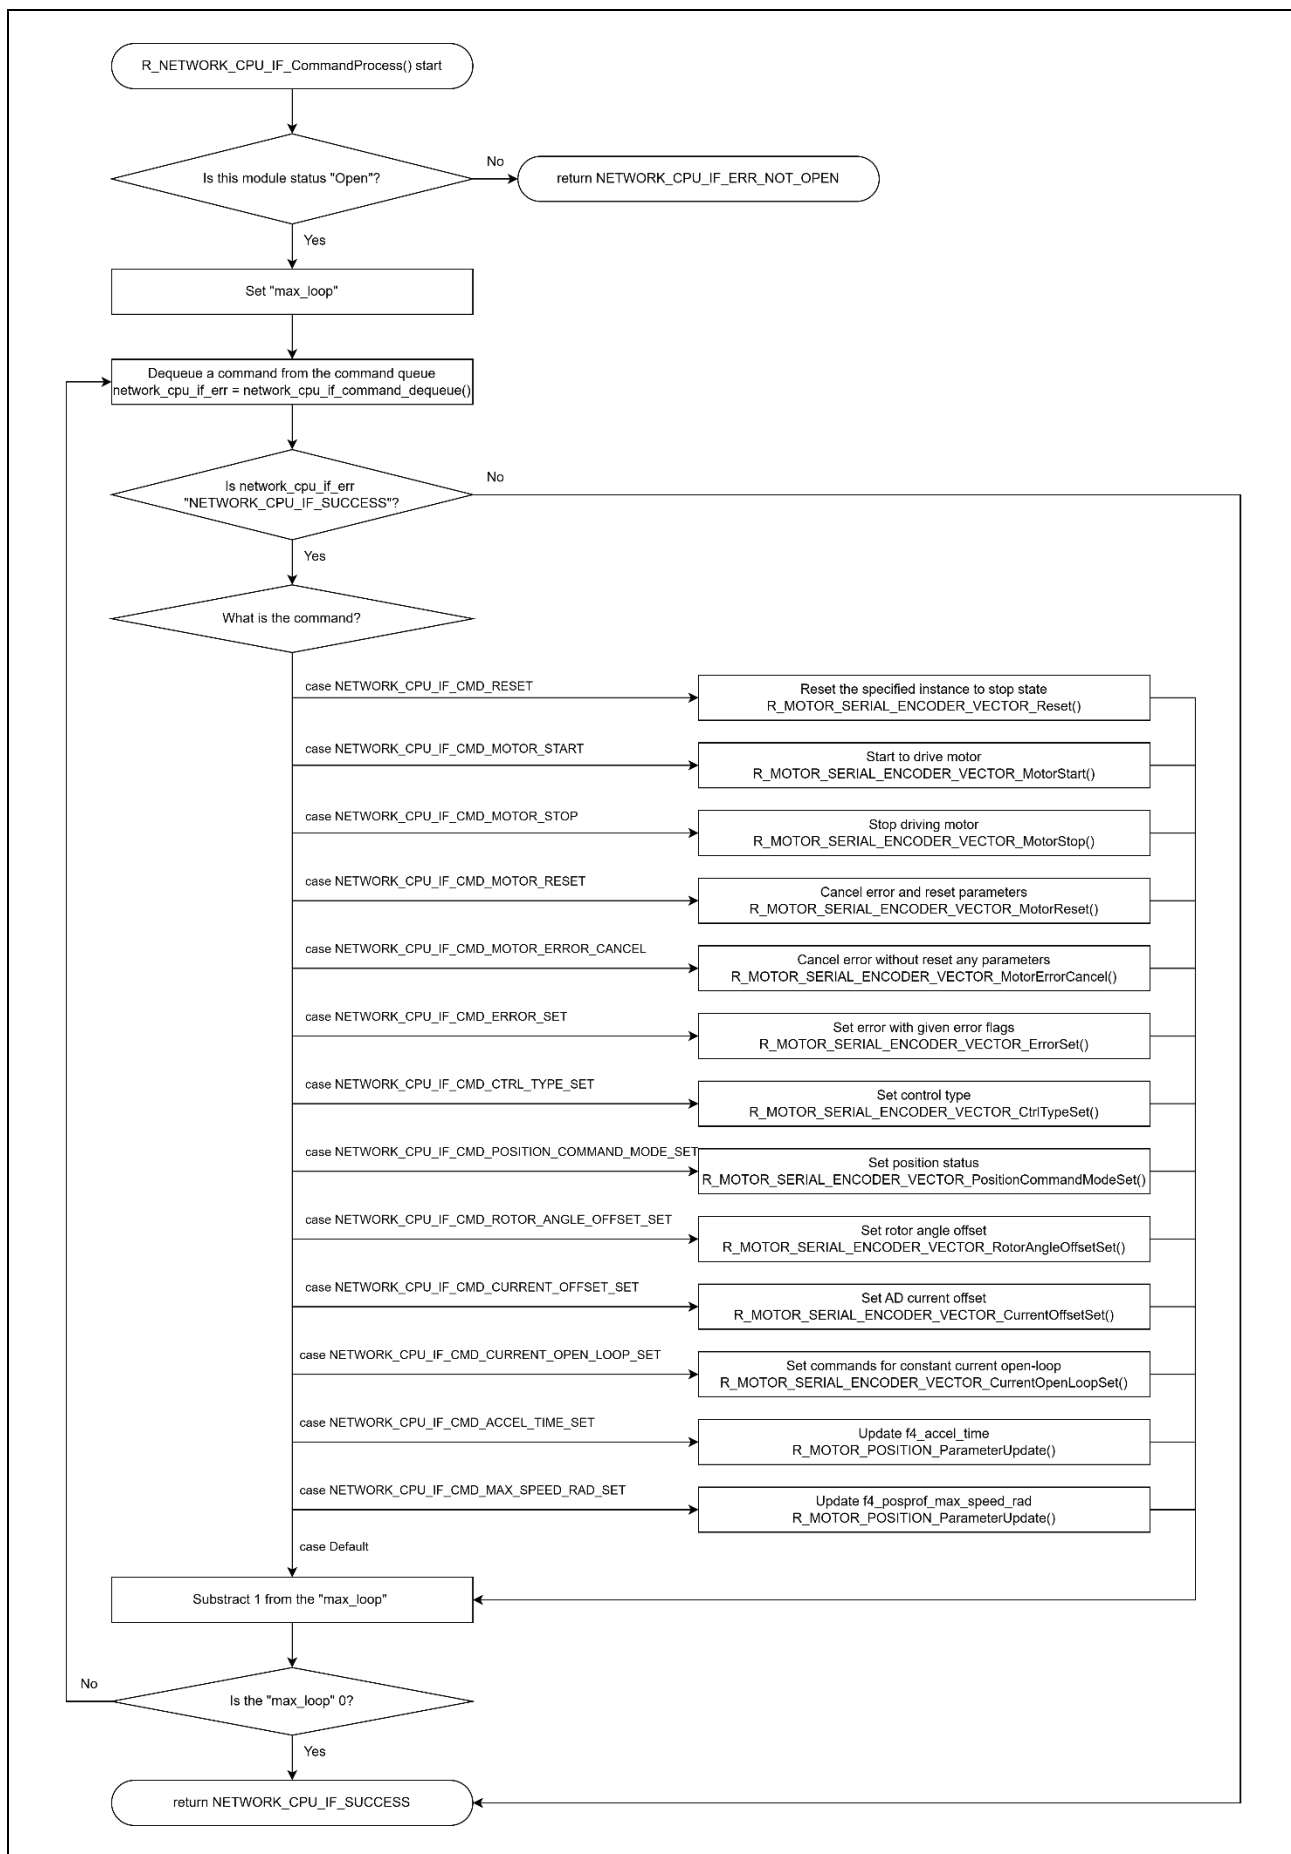 R_NETWORK_CPU_IF_CommandProcess() start
Is this module status "Open"?
No
return NETWORK_CPU_IF_ERR_NOT_OPEN
Yes
Set "max_loop"
Dequeue a command from the command queue
network_cpu_if_err = network_cpu_if_command_dequeue()
Is network_cpu_if_err
"NETWORK_CPU_IF_SUCCESS"?
No
Yes
What is the command?
case NETWORK_CPU_IF_CMD_RESET
Reset the specified instance to stop state
R_MOTOR_SERIAL_ENCODER_VECTOR_Reset()
case NETWORK_CPU_IF_CMD_MOTOR_START
Start to drive motor
R_MOTOR_SERIAL_ENCODER_VECTOR_MotorStart()
case NETWORK_CPU_IF_CMD_MOTOR_STOP
Stop driving motor
R_MOTOR_SERIAL_ENCODER_VECTOR_MotorStop()
case NETWORK_CPU_IF_CMD_MOTOR_RESET
Cancel error and reset parameters
R_MOTOR_SERIAL_ENCODER_VECTOR_MotorReset()
case NETWORK_CPU_IF_CMD_MOTOR_ERROR_CANCEL
Cancel error without reset any parameters
R_MOTOR_SERIAL_ENCODER_VECTOR_MotorErrorCancel()
case NETWORK_CPU_IF_CMD_ERROR_SET
Set error with given error flags
R_MOTOR_SERIAL_ENCODER_VECTOR_ErrorSet()
case NETWORK_CPU_IF_CMD_CTRL_TYPE_SET
Set control type
R_MOTOR_SERIAL_ENCODER_VECTOR_CtrlTypeSet()
case NETWORK_CPU_IF_CMD_POSITION_COMMAND_MODE_SET
Set position status
R_MOTOR_SERIAL_ENCODER_VECTOR_PositionCommandModeSet()
case NETWORK_CPU_IF_CMD_ROTOR_ANGLE_OFFSET_SET
Set rotor angle offset
R_MOTOR_SERIAL_ENCODER_VECTOR_RotorAngleOffsetSet()
case NETWORK_CPU_IF_CMD_CURRENT_OFFSET_SET
Set AD current offset
R_MOTOR_SERIAL_ENCODER_VECTOR_CurrentOffsetSet()
case NETWORK_CPU_IF_CMD_CURRENT_OPEN_LOOP_SET
Set commands for constant current open-loop
R_MOTOR_SERIAL_ENCODER_VECTOR_CurrentOpenLoopSet()
case NETWORK_CPU_IF_CMD_ACCEL_TIME_SET
Update f4_accel_time
R_MOTOR_POSITION_ParameterUpdate()
case NETWORK_CPU_IF_CMD_MAX_SPEED_RAD_SET
Update f4_posprof_max_speed_rad
R_MOTOR_POSITION_ParameterUpdate()
case Default
Substract 1 from the "max_loop"
No
Is the "max_loop" 0?
Yes
return NETWORK_CPU_IF_SUCCESS